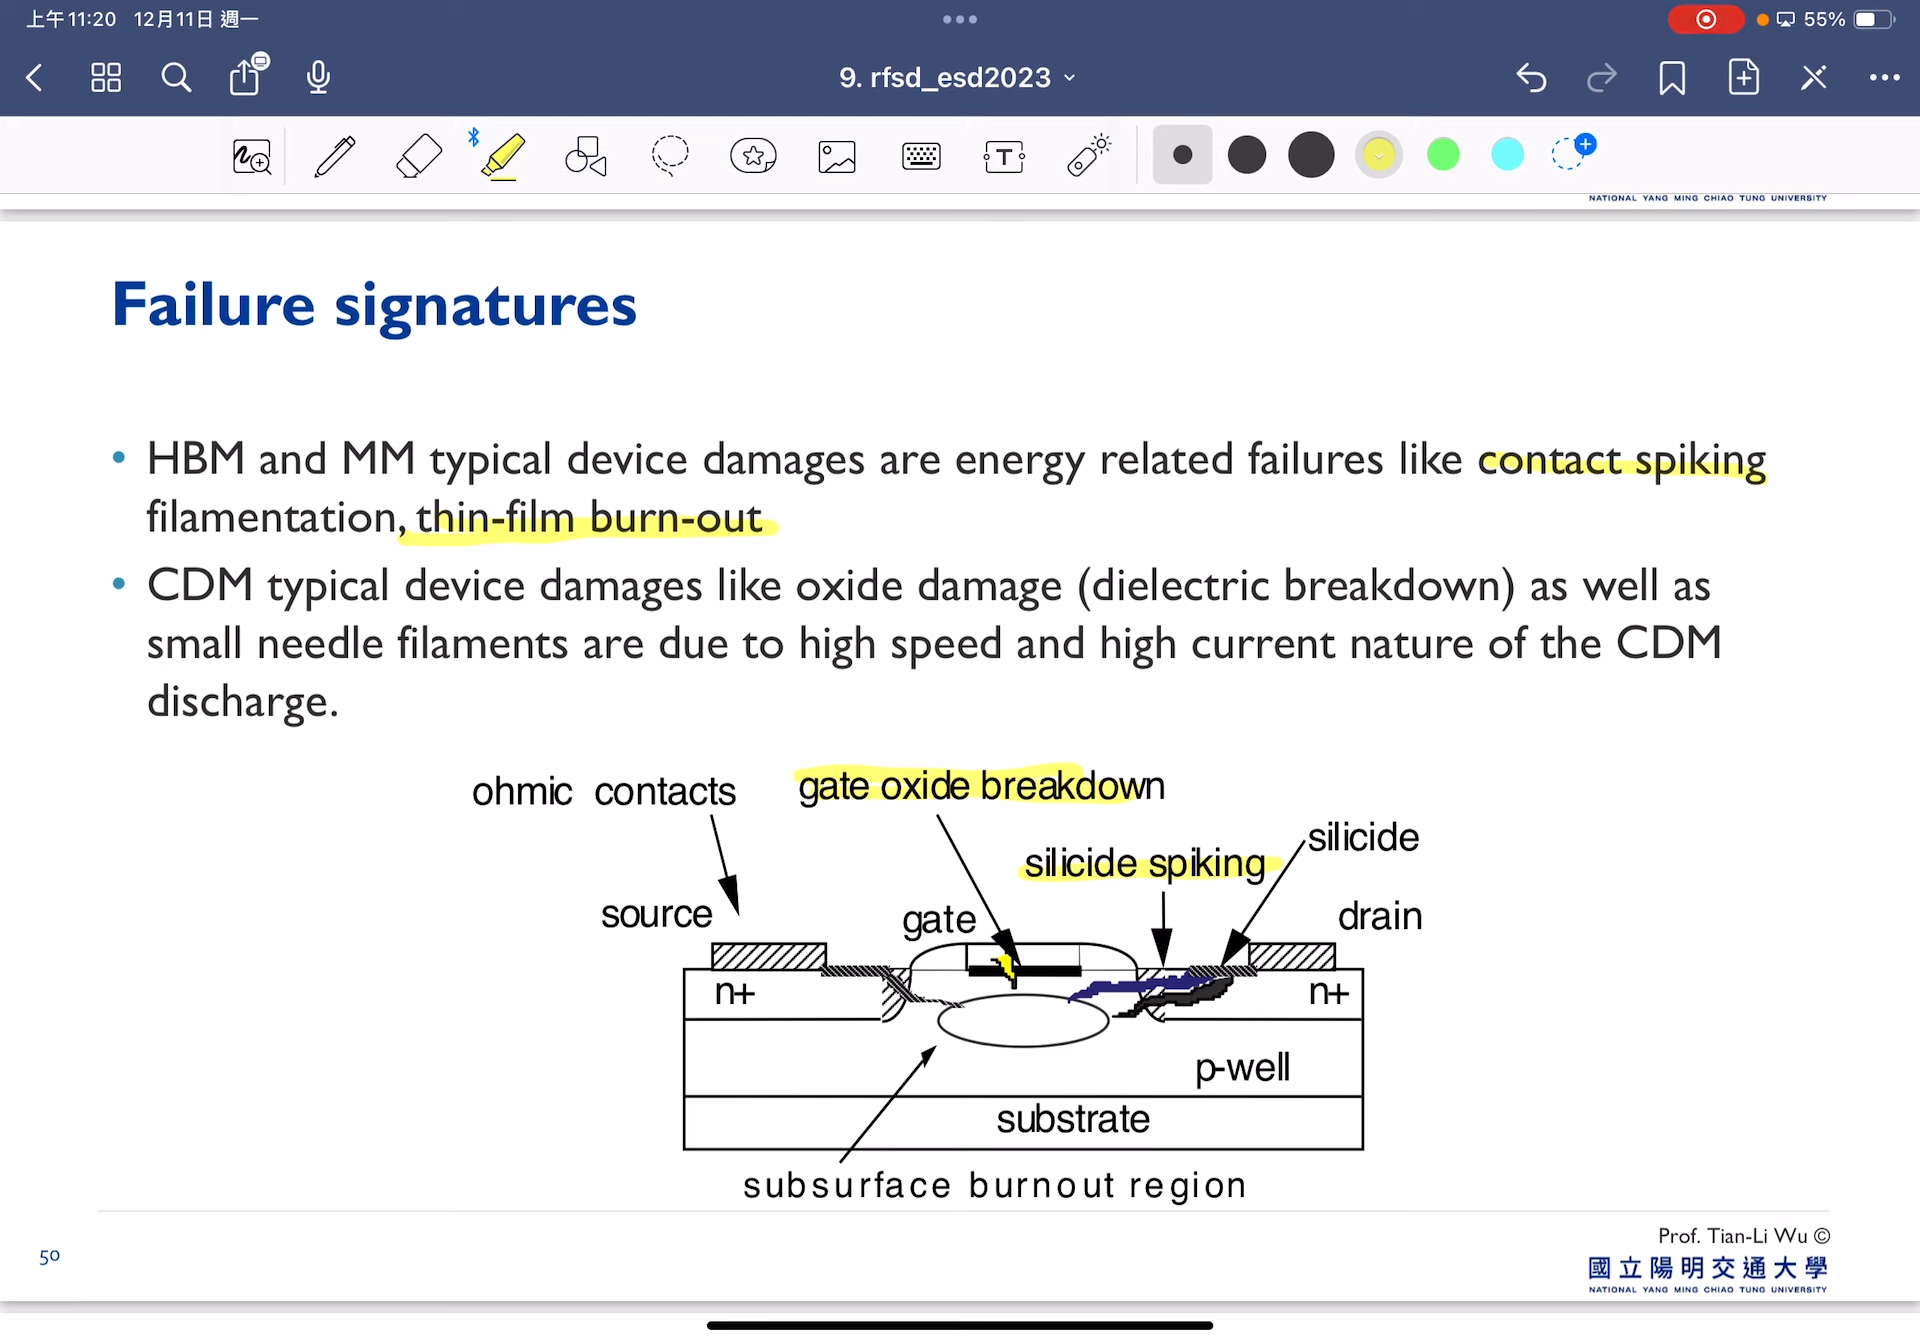 上午11:20 12月11日 週一
55%
9. rfsd_esd2023
T
NATIONAL YANG MING CHIAO TUNG UNIVERSITY
Failure signatures
• HBM and MM typical device damages are energy related failures like contact spiking
filamentation, thin-film burn-out
• CDM typical device damages like oxide damage (dielectric breakdown) as well as
small needle filaments are due to high speed and high current nature of the CDM
discharge.
ohmic contacts
gate oxide breakdown
silicide
silicide spiking
source
gate
drain
n+
n+
p-well
substrate
subsurface burnout region
50
Prof. Tian-Li Wu ©
國立陽明交通大學
NATIONAL YANG MING CHIAO TUNG UNIVERSITY